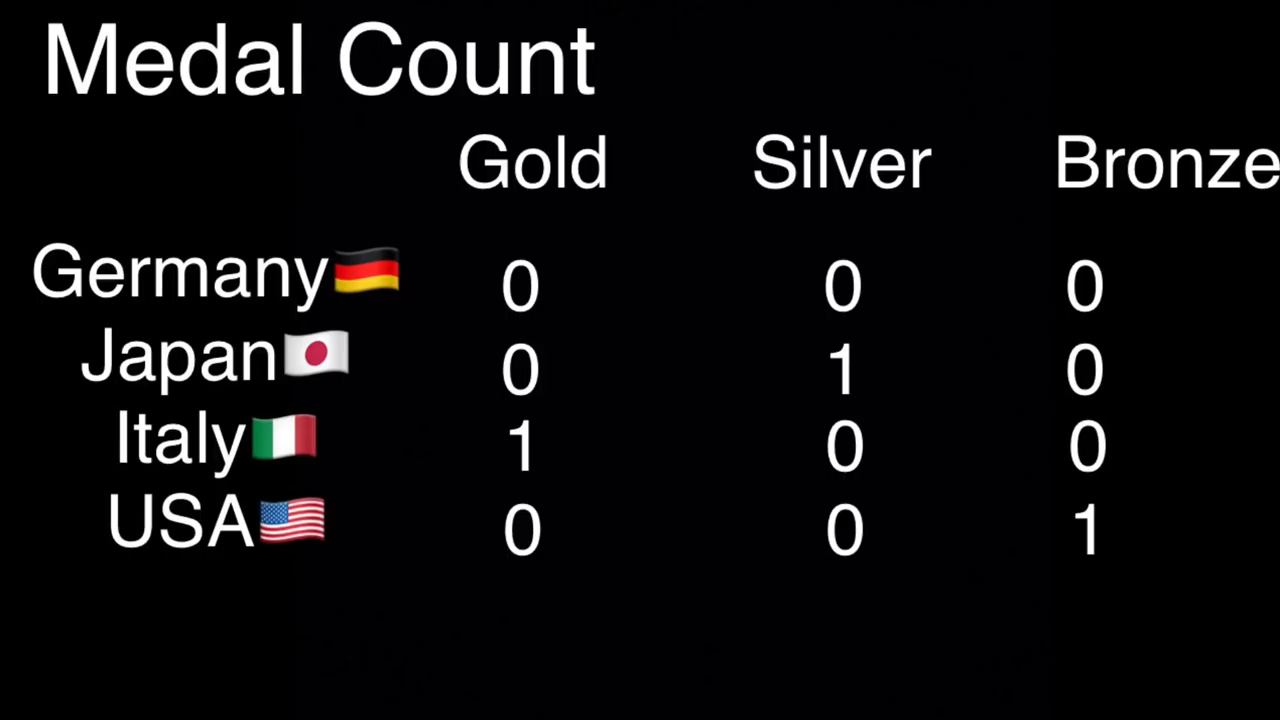 Medal Count
Gold Silver Bronze
Germany🇩🇪 0 0 0
Japan🇯🇵 0 1 0
Italy🇮🇹 1 0 0
USA🇺🇸 0 0 1